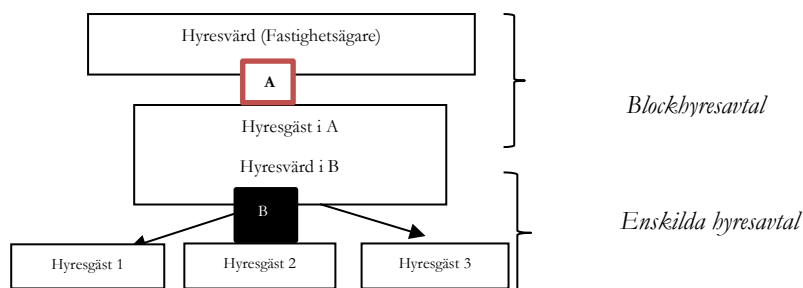 Hyresvärd (Fastighetsägare)
A
Blockhyresavtal
Hyresgäst i A
Hyresvärd i B
B
Enskilda hyresavtal
Hyresgäst 1
Hyresgäst 2
Hyresgäst 3